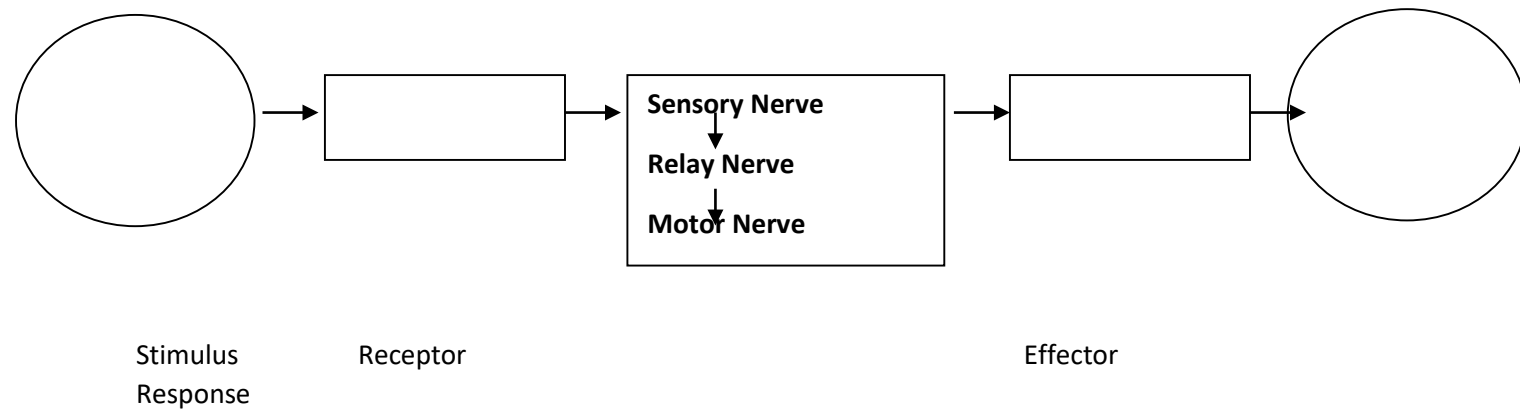 Sensory Nerve
Relay Nerve
Motor Nerve
Stimulus Receptor Effector
Response